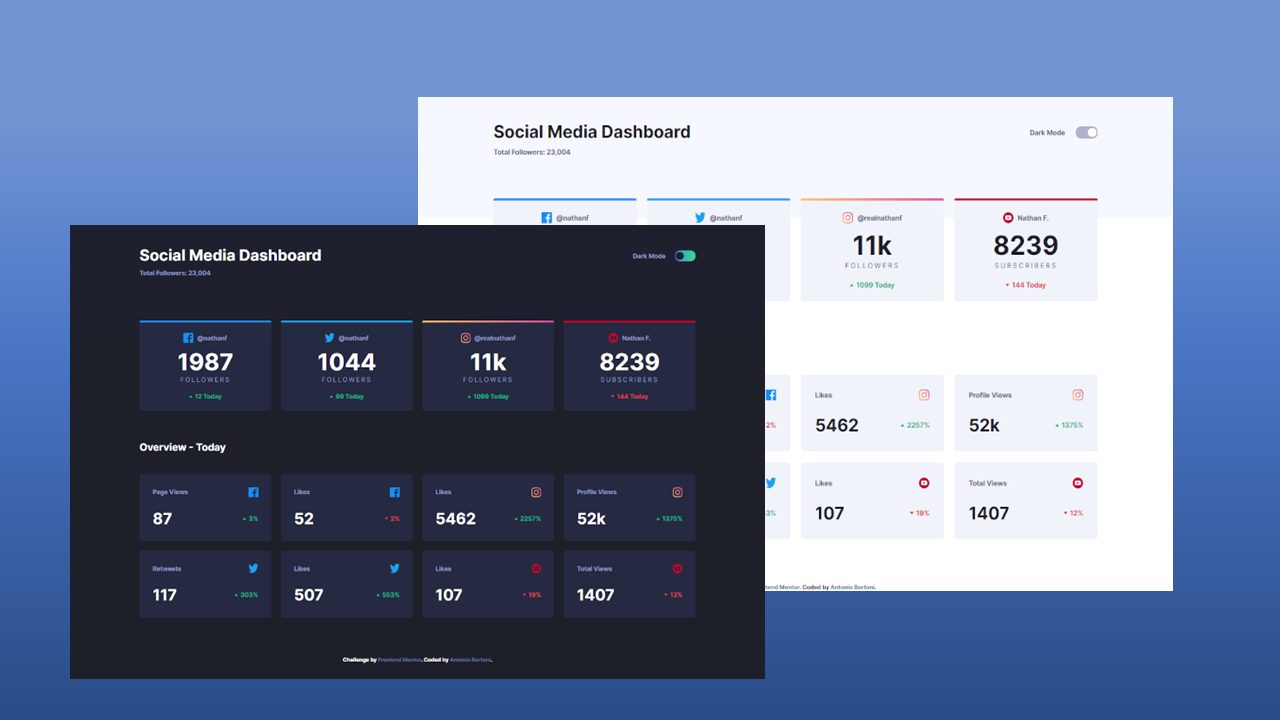 Social Media Dashboard
Dark Mode
Total Followers: 23,004
@nathanf
@nathanf
@realnathanf
Nathan F.
11k
8239
FOLLOWERS
SUBSCRIBERS
1099 Today
144 Today
Likes
Profile Views
2%
5462
2257%
52k
1375%
Likes
Total Views
3%
107
19%
1407
12%
Mentor. Coded by Antonio Bertoni.
Social Media Dashboard
Dark Mode
Total Followers: 23,004
@nathanf
@nathanf
@realnathanf
Nathan F.
1987
1044
11k
8239
FOLLOWERS
FOLLOWERS
FOLLOWERS
SUBSCRIBERS
12 Today
99 Today
1099 Today
144 Today
Overview - Today
Page Views
Likes
Likes
Profile Views
87
3%
52
2%
5462
2257%
52k
1375%
Retweets
Likes
Likes
Total Views
117
303%
507
553%
107
19%
1407
12%
Challenge by Frontend Mentor. Coded by Antonio Bertoni.